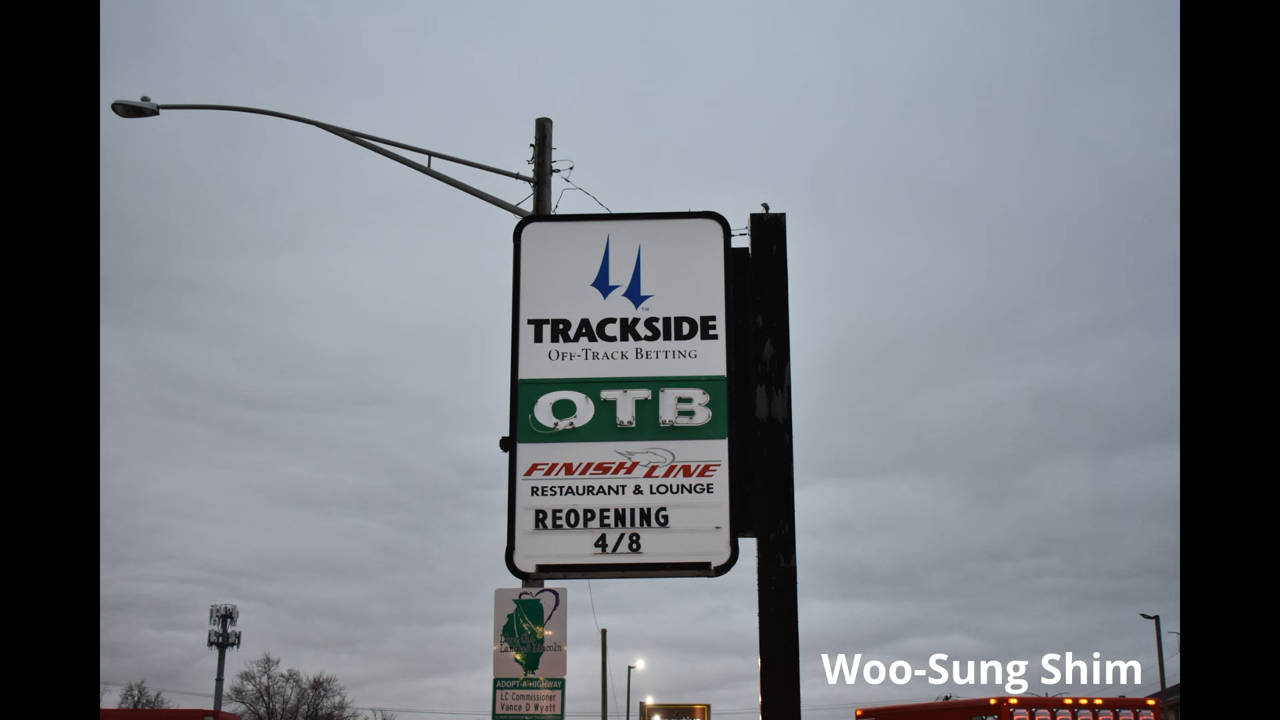 TRACKSIDE
OFF-TRACK BETTING
OTB
FINISH LINE
RESTAURANT & LOUNGE
REOPENING
4/8
Lincoln
ADOPT-A-HIGHWAY
LC Commissioner
Vance D Wyatt
Woo-Sung Shim